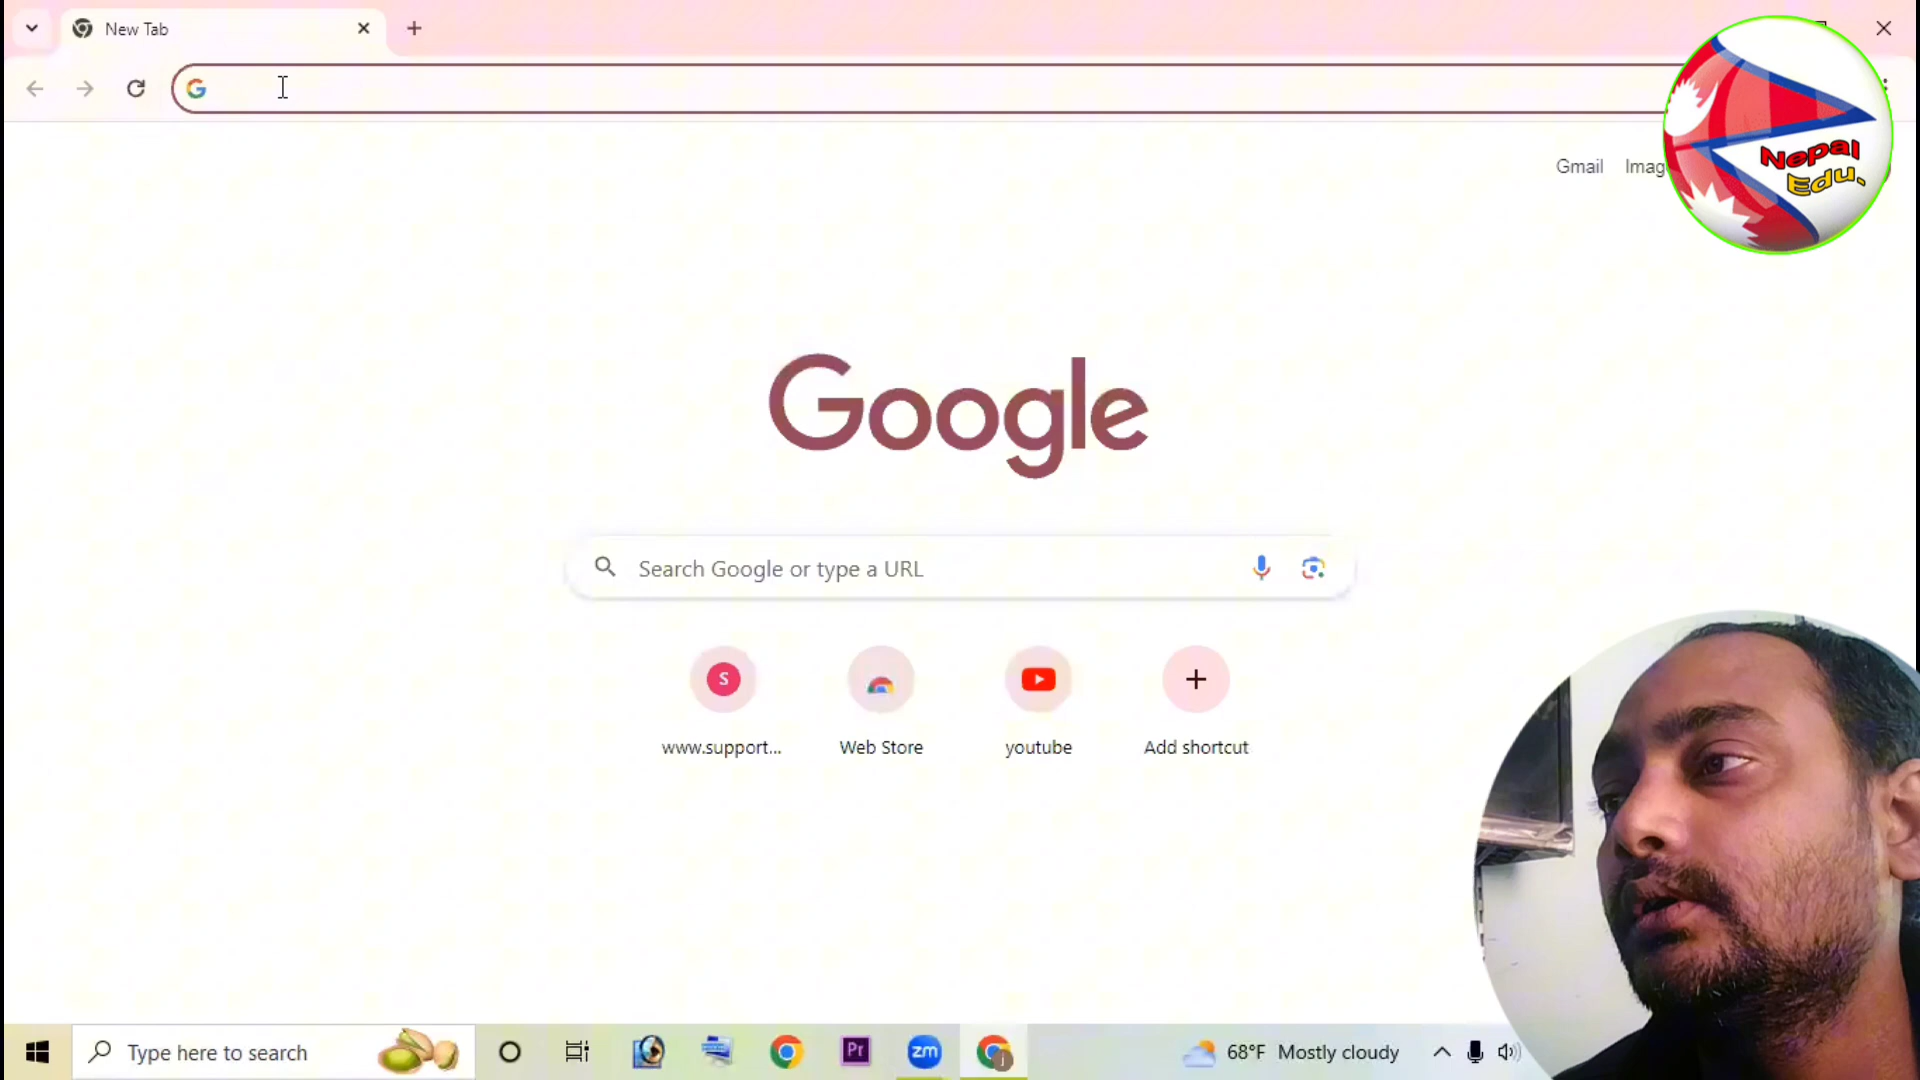 New Tab
Gmail
Imag
Nepal
Edu.
Google
Search Google or type a URL
S
www.support...
Web Store
youtube
Add shortcut
Type here to search
Pr
zm
i
68°F Mostly cloudy